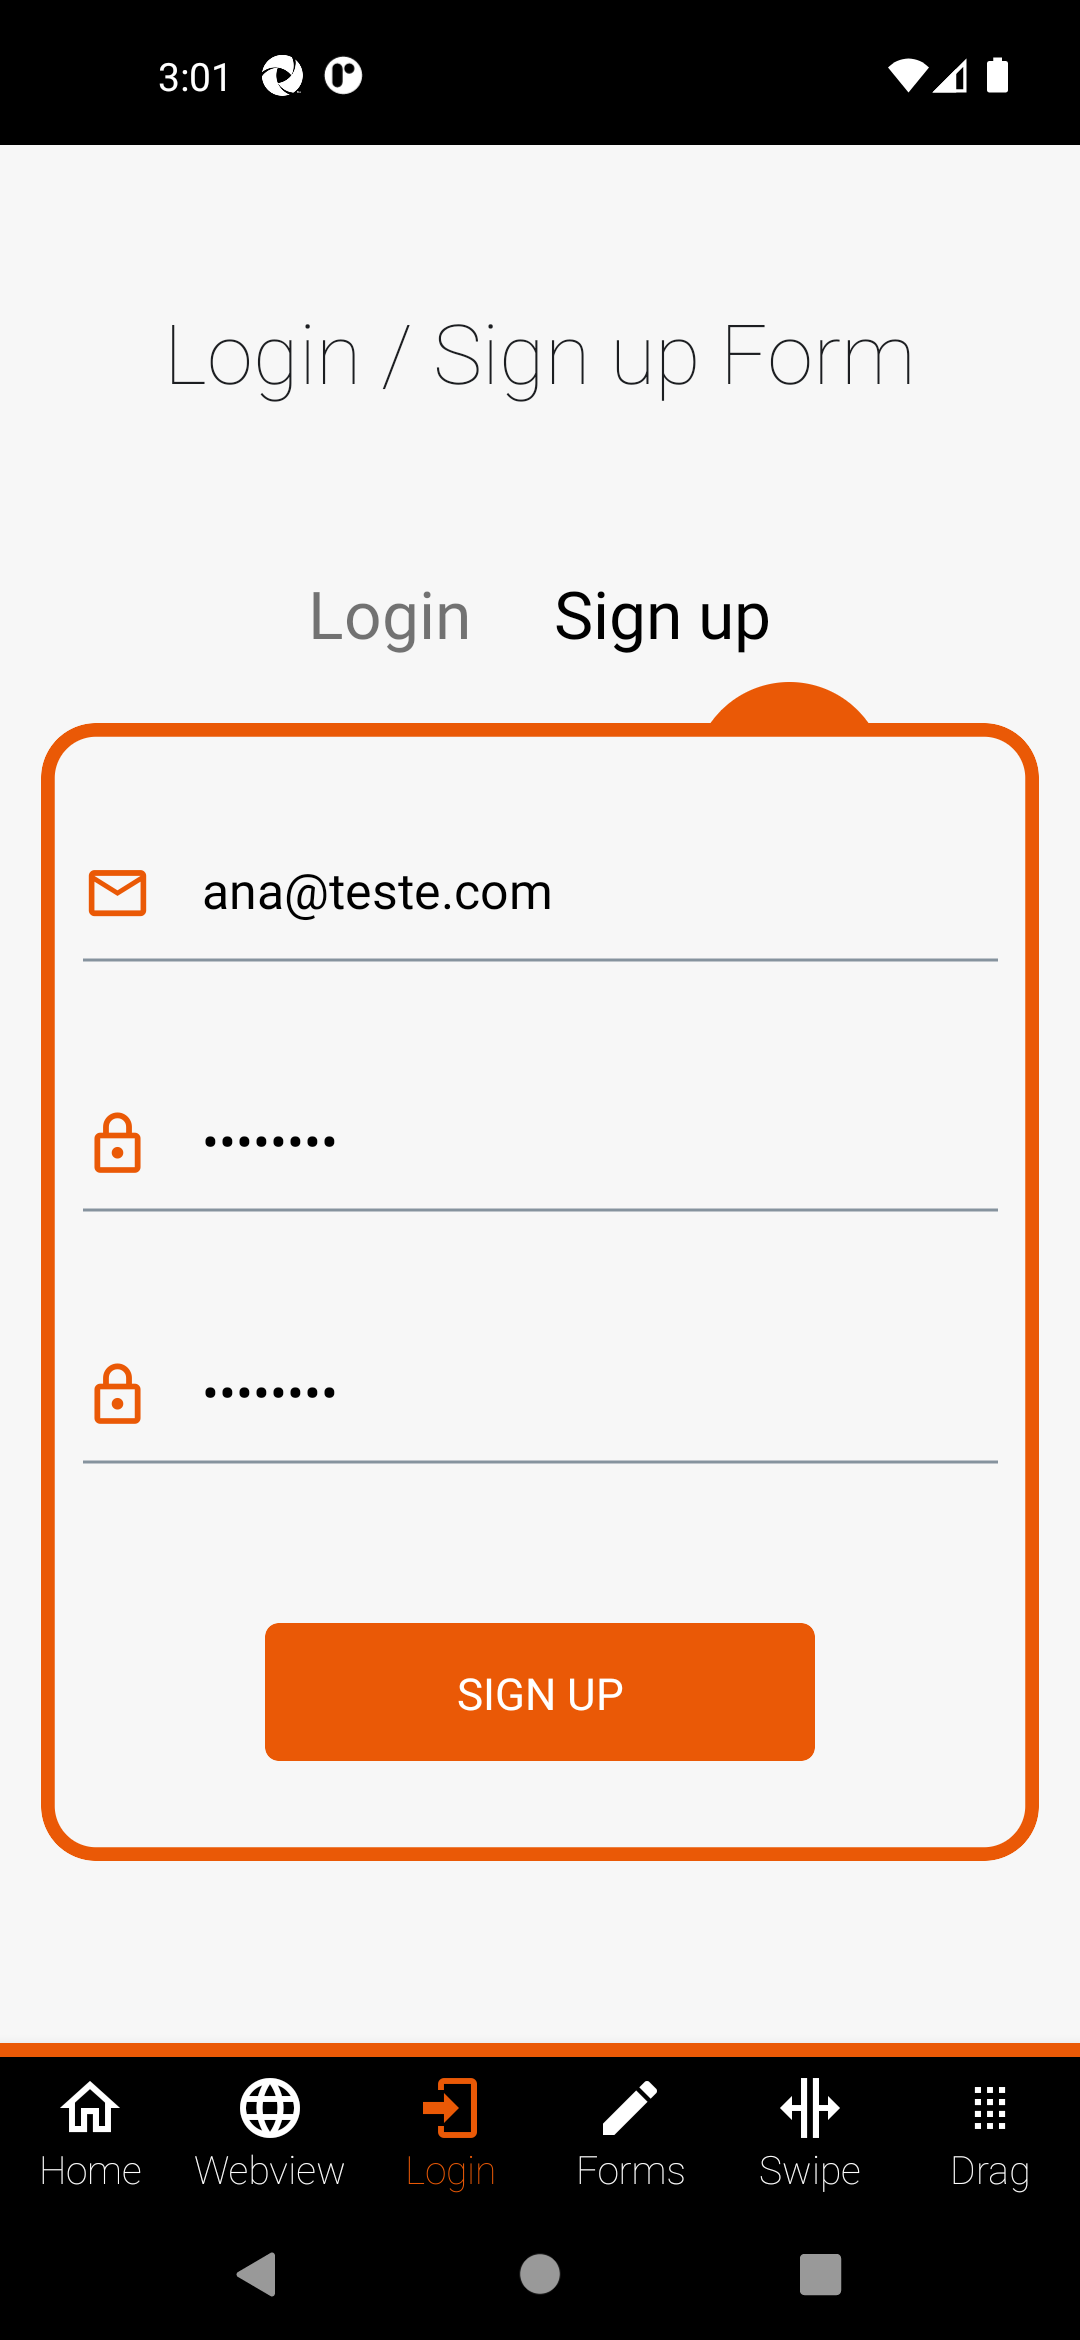 3:01
Login / Sign up Form
Login Sign up
ana@teste.com
••••••••
••••••••
SIGN UP
Home Webview Login Forms Swipe Drag